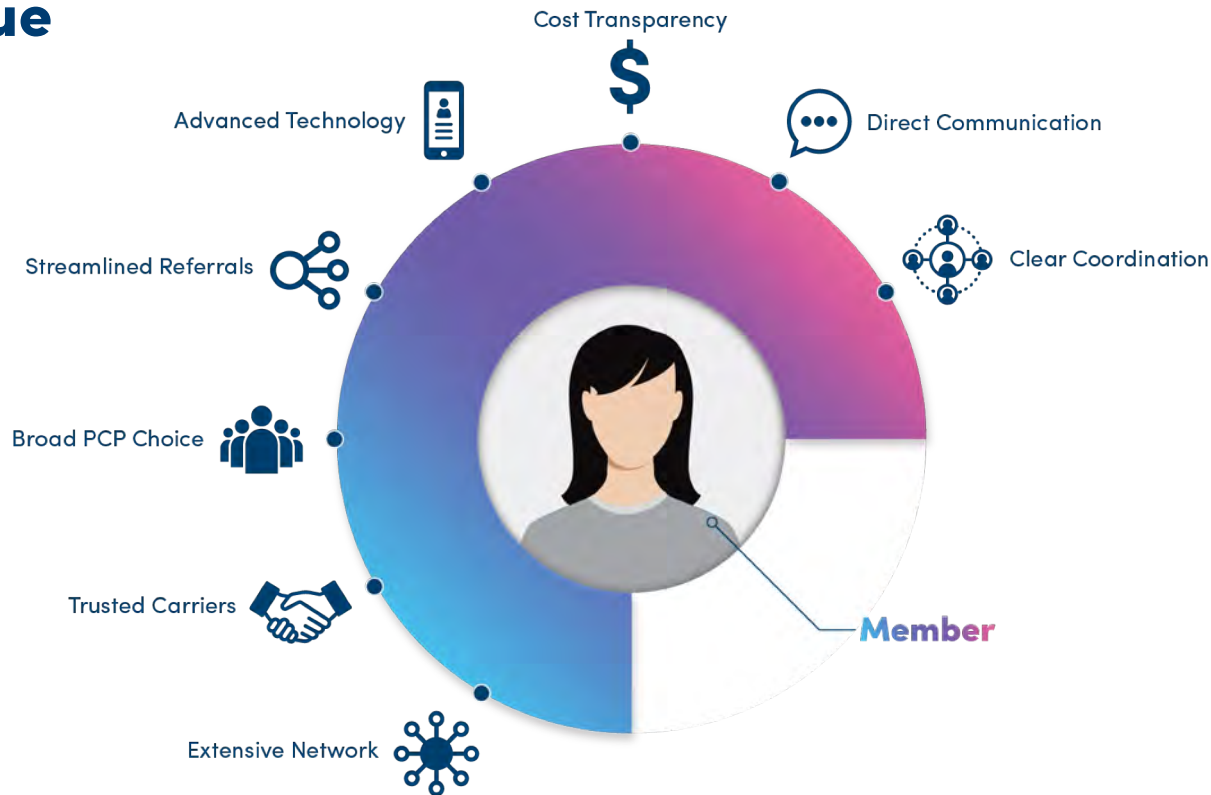 ue
Cost Transparency
Advanced Technology
Direct Communication
Streamlined Referrals
Clear Coordination
Broad PCP Choice
Trusted Carriers
Member
Extensive Network